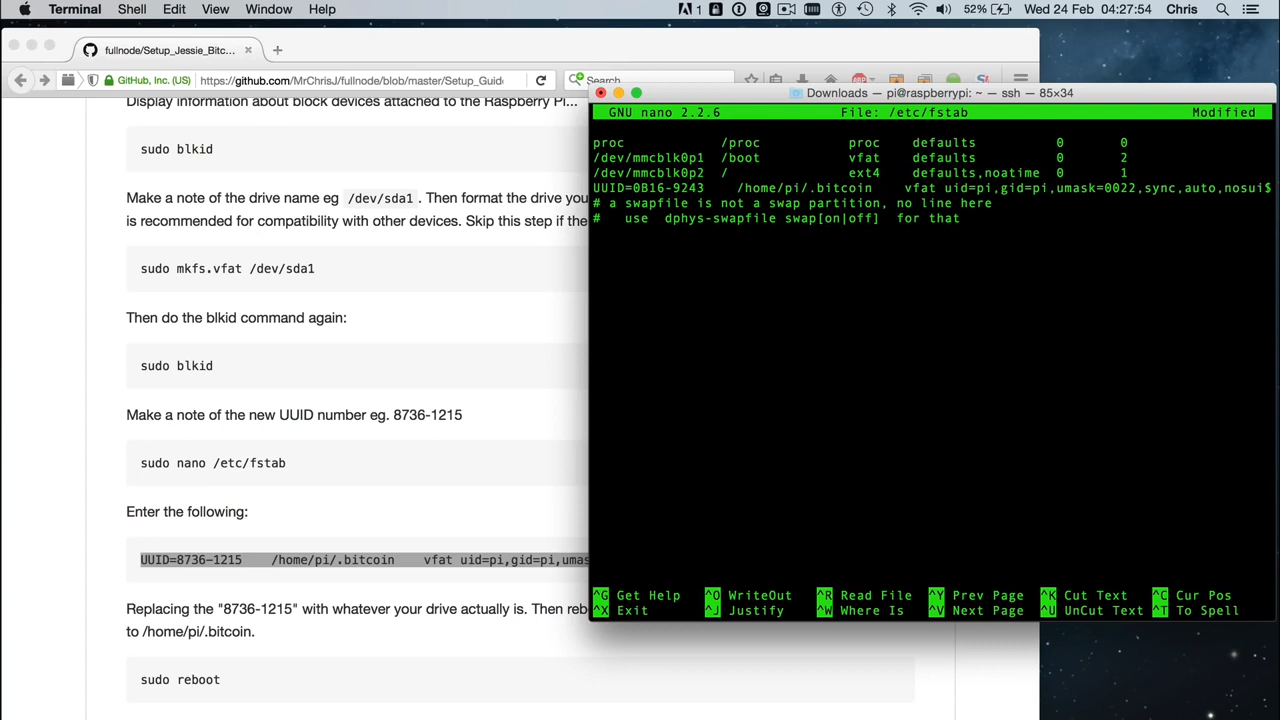 Terminal Shell Edit View Window Help 1 52% Wed 24 Feb 04:27:54 Chris
fullnode/Setup_Jessie_Bitc...
GitHub, Inc. (US) https://github.com/MrChrisJ/fullnode/blob/master/Setup_Guid Search
Display information about block devices attached to the Raspberry Pi...
sudo blkid
Make a note of the drive name eg /dev/sda1. Then format the drive you
is recommended for compatibility with other devices. Skip this step if the
sudo mkfs.vfat /dev/sda1
Then do the blkid command again:
sudo blkid
Make a note of the new UUID number eg. 8736-1215
sudo nano /etc/fstab
Enter the following:
UUID=8736-1215 /home/pi/.bitcoin vfat uid=pi,gid=pi,umas
Replacing the "8736-1215" with whatever your drive actually is. Then reb
to /home/pi/.bitcoin.
sudo reboot
Downloads — pi@raspberrypi: ~ — ssh — 85×34
GNU nano 2.2.6 File: /etc/fstab Modified
proc /proc proc defaults 0 0
/dev/mmcblk0p1 /boot vfat defaults 0 2
/dev/mmcblk0p2 / ext4 defaults,noatime 0 1
UUID=0B16-9243 /home/pi/.bitcoin vfat uid=pi,gid=pi,umask=0022,sync,auto,nosui$
# a swapfile is not a swap partition, no line here
# use dphys-swapfile swap[on|off] for that
^G Get Help ^O WriteOut ^R Read File ^Y Prev Page ^K Cut Text ^C Cur Pos
^X Exit ^J Justify ^W Where Is ^V Next Page ^U UnCut Text ^T To Spell